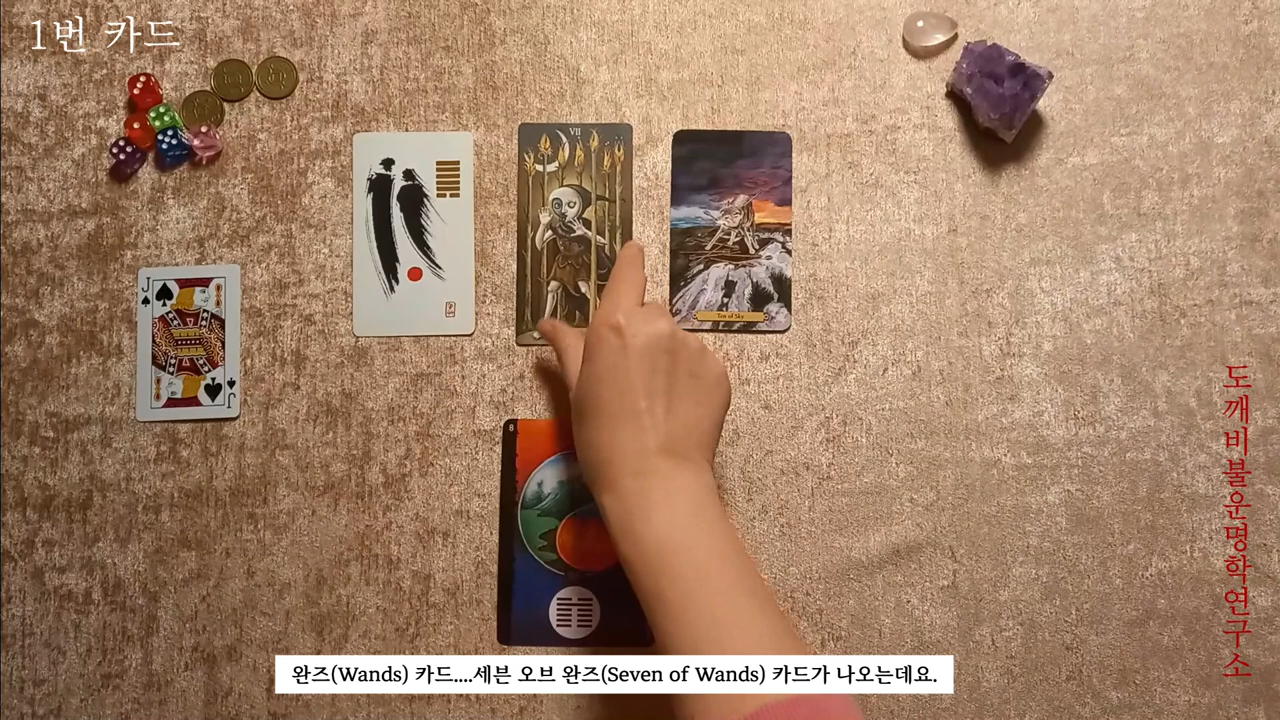 1번 카드
VII
J
Ten of Sky
J
8
완즈(Wands) 카드....세븐 오브 완즈(Seven of Wands) 카드가 나오는데요.
도깨비불운명학연구소